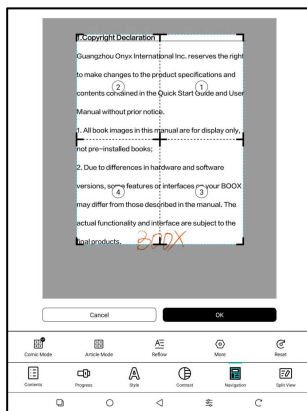 1.Copyright Declaration
Guangzhou Onyx International Inc. reserves the right
to make changes to the product specifications and
contents contained in the Quick Start Guide and User
Manual without prior notice.
1. All book images in this manual are for display only,
not pre-installed books;
2. Due to differences in hardware and software
versions, some features or interfaces on your BOOX
may differ from those described in the manual. The
actual functionality and interface are subject to the
final products.
BOOX
2 1
4 3
Cancel OK
Comic Mode Article Mode Reflow More Reset
Contents Progress Style Contrast Navigation Split View